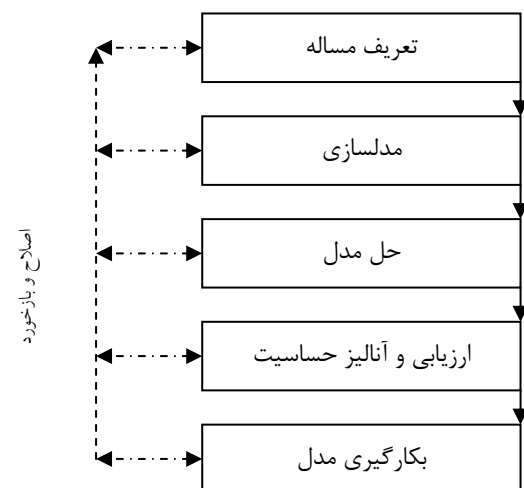 تعریف مساله
مدلسازی
حل مدل
ارزیابی و آنالیز حساسیت
بکارگیری مدل
اصلاح و بازخورد